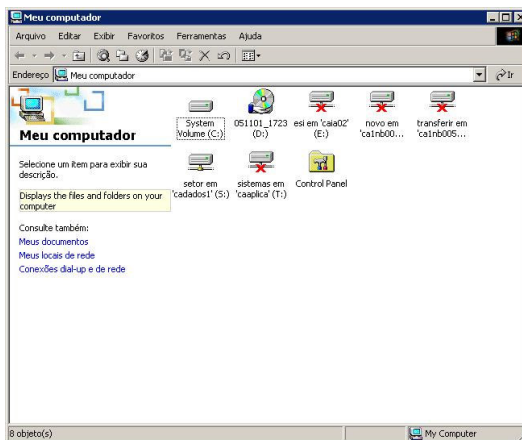 Meu computador
Arquivo Editar Exibir Favoritos Ferramentas Ajuda
Endereço Meu computador Ir
Meu computador
Selecione um item para exibir sua
descrição.
Displays the files and folders on your
computer
Consulte também:
Meus documentos
Meus locais de rede
Conexões dial-up e de rede
System
Volume (C:)
051101_1723
(D:)
esi em 'caia02'
(E:)
novo em
'ca1nb00...
transferir em
'ca1nb005...
setor em
'cadados1' (S:)
sistemas em
'caaplica' (T:)
Control Panel
8 objeto(s)
My Computer